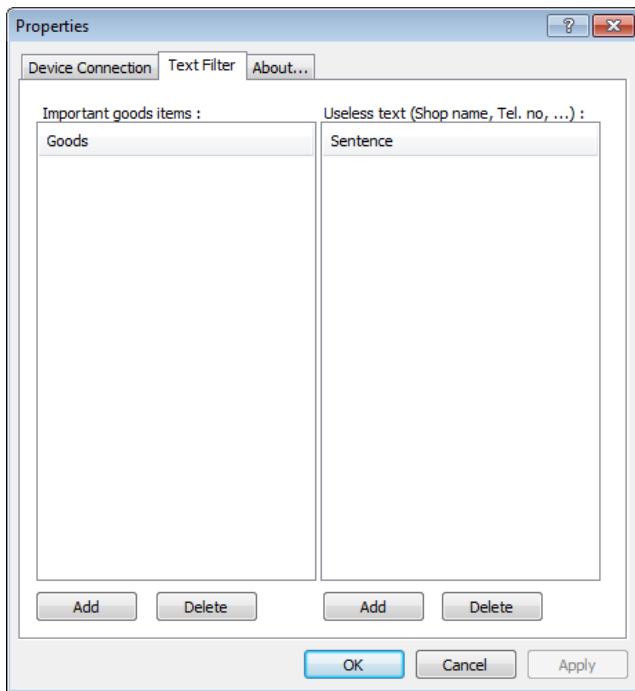 Properties
Device Connection Text Filter About...
Important goods items : Useless text (Shop name, Tel. no, ...) :
Goods Sentence
Add Delete Add Delete
OK Cancel Apply